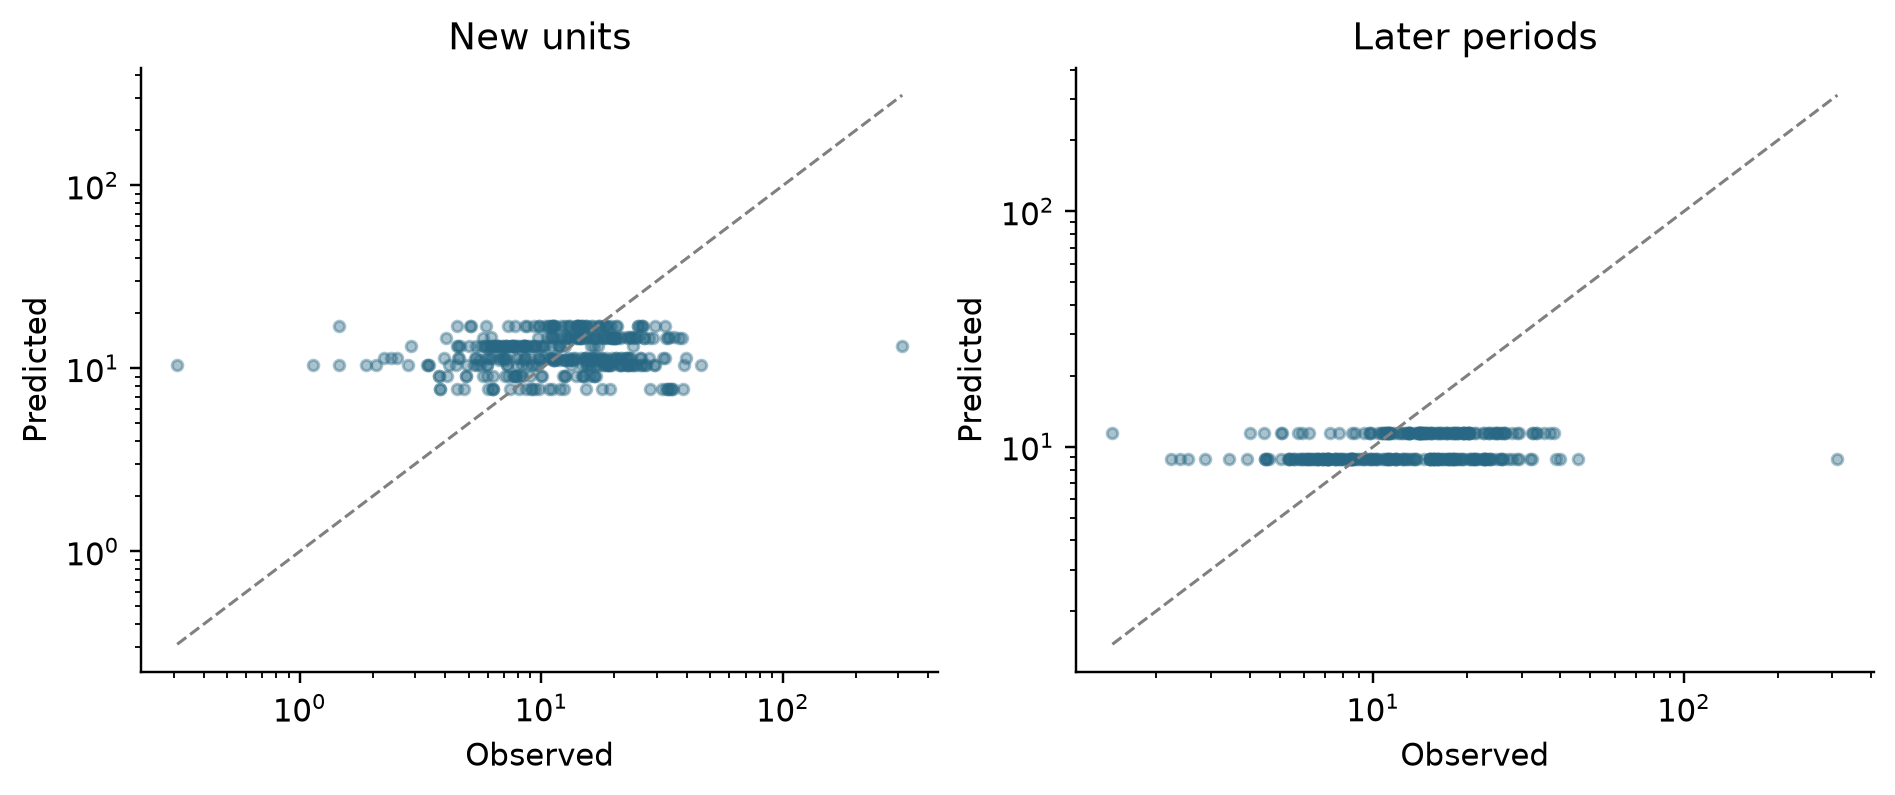 New units
Later periods
Predicted
10²
10¹
10⁰
10⁰ 10¹ 10²
Observed
Predicted
10²
10¹
10¹ 10²
Observed